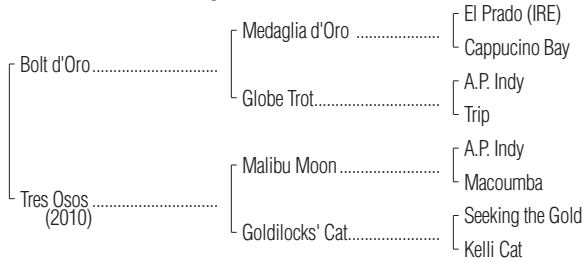 El Prado (IRE)
Medaglia d'Oro ..................
Cappucino Bay
Bolt d'Oro...........................
A.P. Indy
Globe Trot...........................
Trip
A.P. Indy
Malibu Moon ......................
Macoumba
Tres Osos ...........................
(2010)
Seeking the Gold
Goldilocks' Cat....................
Kelli Cat